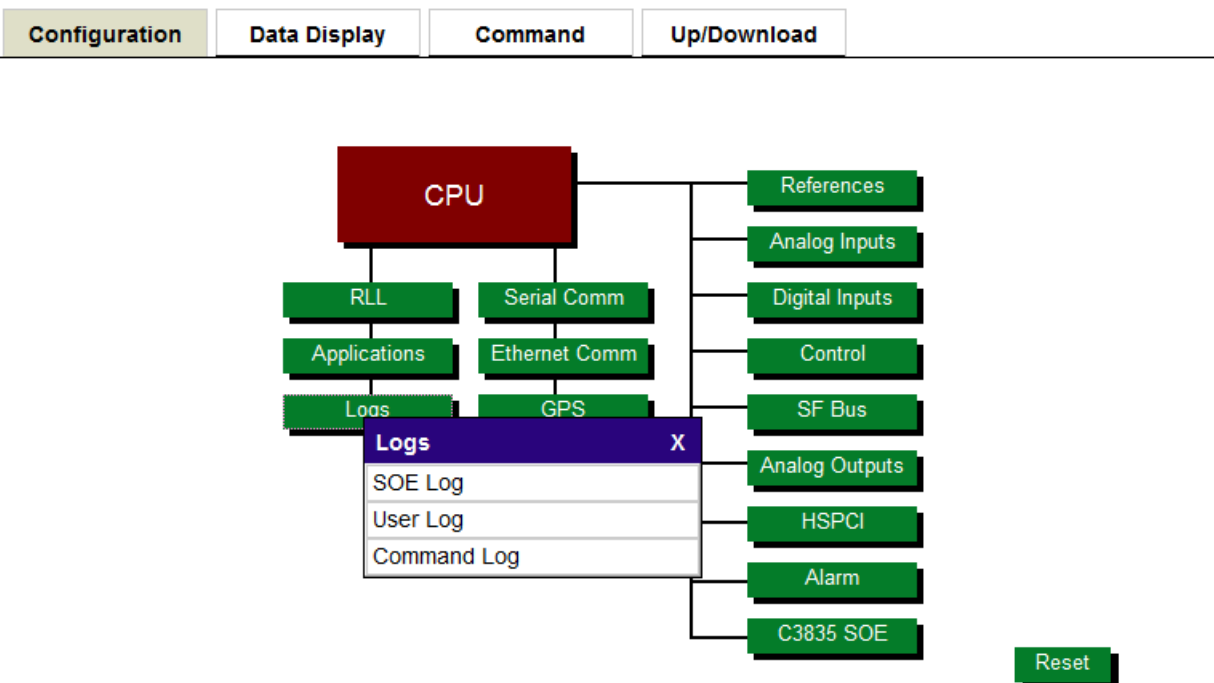 Configuration
Data Display
Command
Up/Download
CPU
References
Analog Inputs
RLL
Serial Comm
Digital Inputs
Applications
Ethernet Comm
Control
Logs
GPS
SF Bus
Logs X
SOE Log
User Log
Command Log
Analog Outputs
HSPCI
Alarm
C3835 SOE
Reset